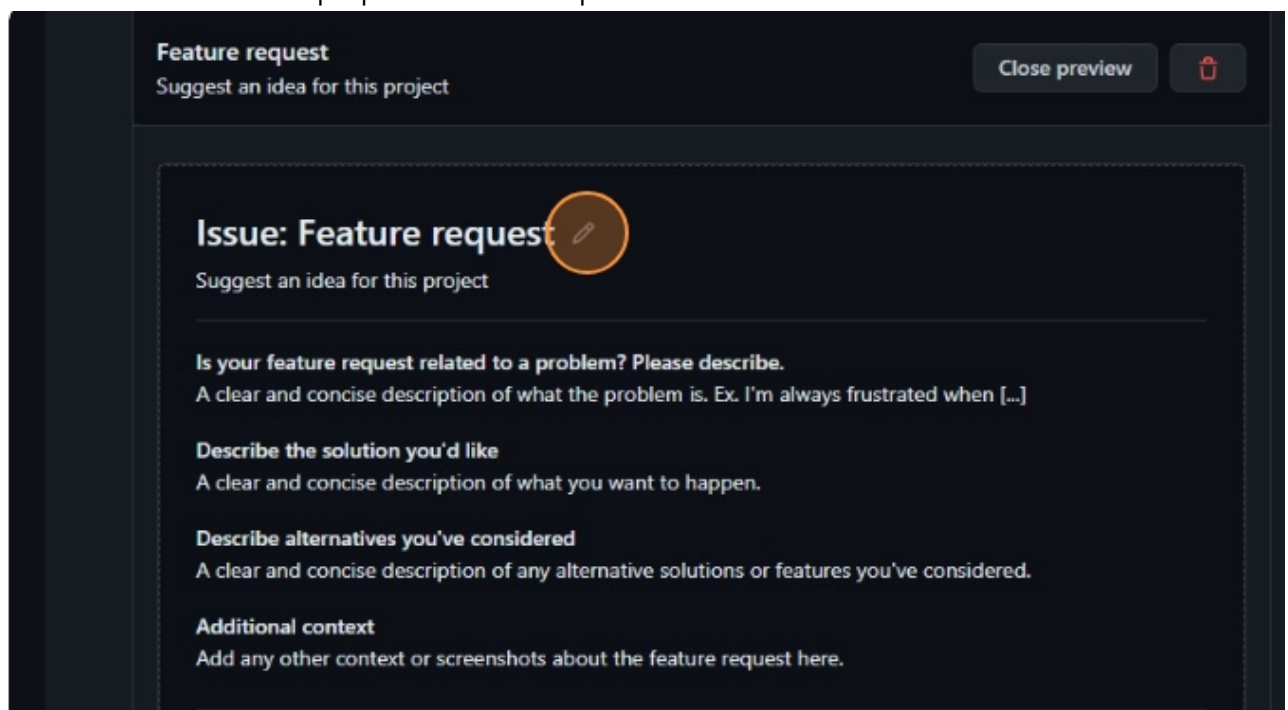 Feature request
Suggest an idea for this project
Close preview
Issue: Feature request
Suggest an idea for this project
Is your feature request related to a problem? Please describe.
A clear and concise description of what the problem is. Ex. I'm always frustrated when [...]
Describe the solution you'd like
A clear and concise description of what you want to happen.
Describe alternatives you've considered
A clear and concise description of any alternative solutions or features you've considered.
Additional context
Add any other context or screenshots about the feature request here.